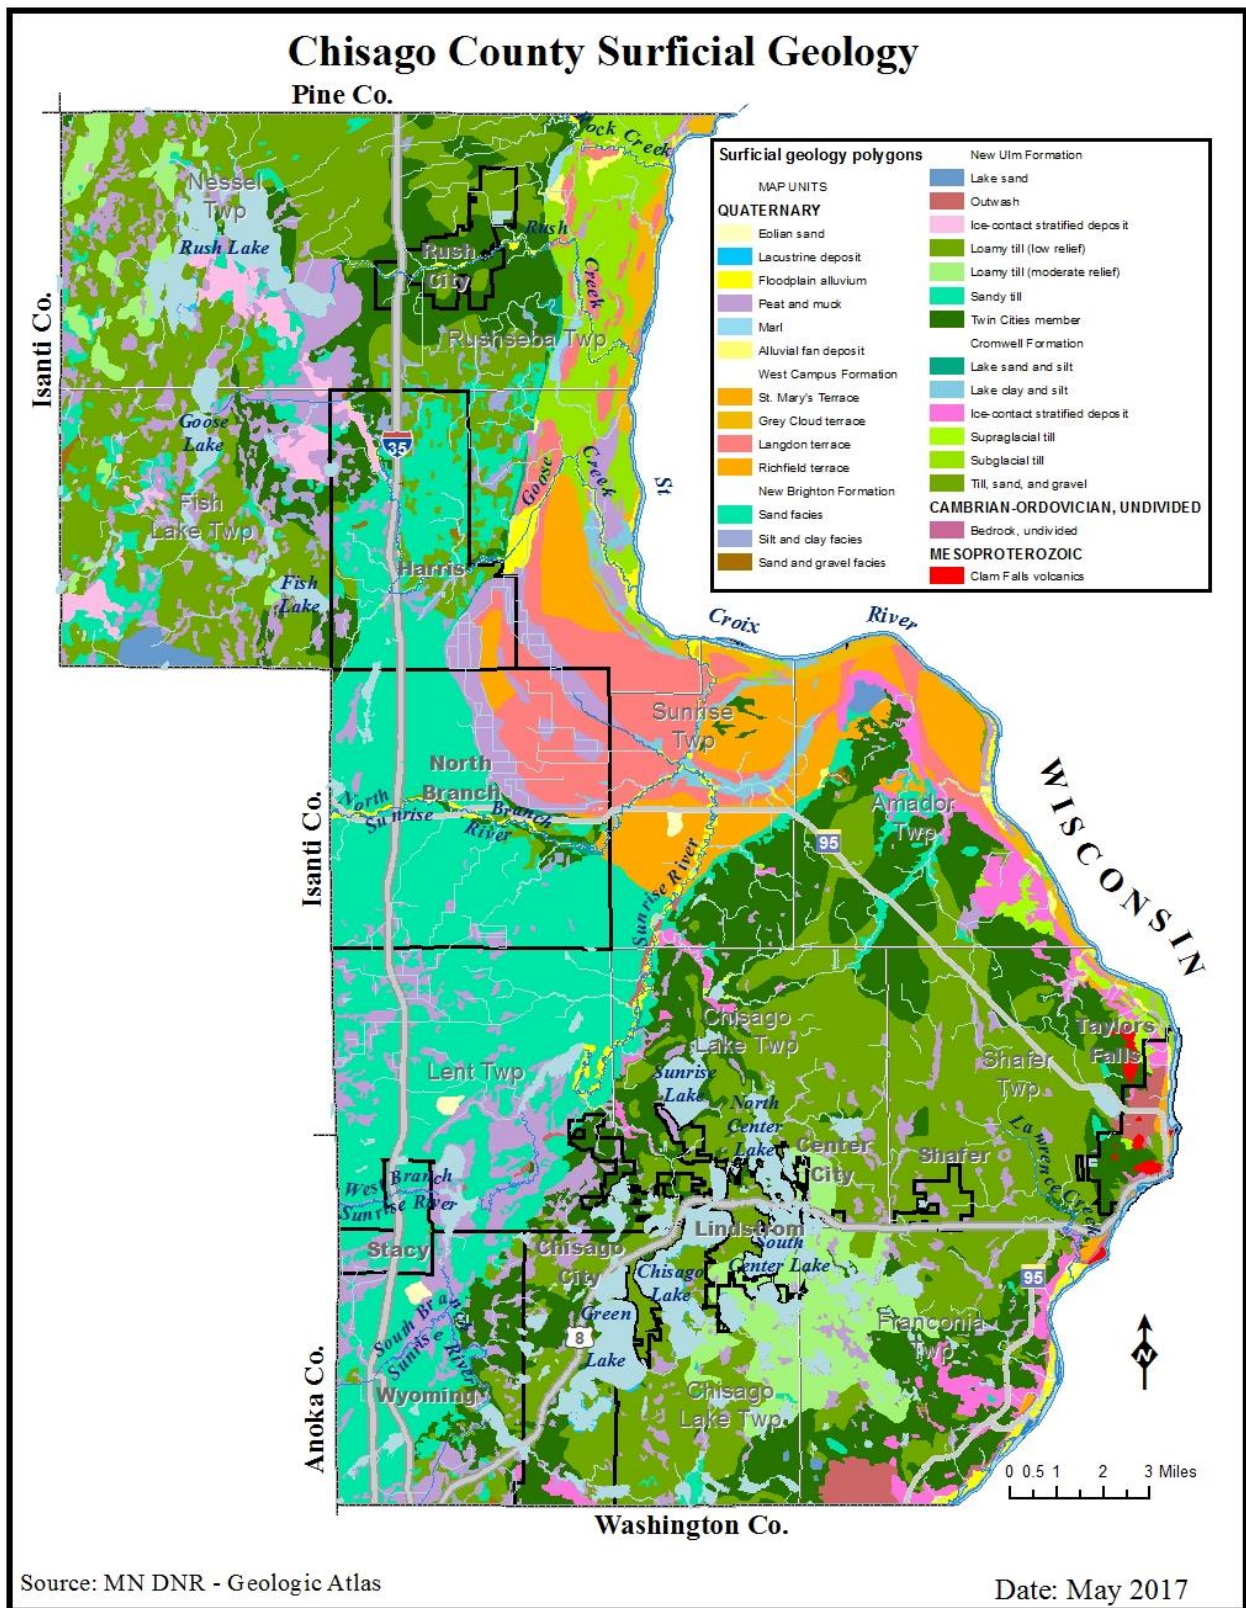 Chisago County Surficial Geology
Pine Co.
Rock Creek
Surficial geology polygons
MAP UNITS
QUATERNARY
Eolian sand
Lacustrine deposit
Floodplain alluvium
Peat and muck
Marl
Alluvial fan deposit
West Campus Formation
St. Mary's Terrace
Grey Cloud terrace
Langdon terrace
Richfield terrace
New Brighton Formation
Sand facies
Silt and clay facies
Sand and gravel facies
New Ulm Formation
Lake sand
Outwash
Ice-contact stratified deposit
Loamy till (low relief)
Loamy till (moderate relief)
Sandy till
Twin Cities member
Cromwell Formation
Lake sand and silt
Lake clay and silt
Ice-contact stratified deposit
Supraglacial till
Subglacial till
Till, sand, and gravel
CAMBRIAN-ORDOVICIAN, UNDIVIDED
Bedrock, undivided
MESOPROTEROZOIC
Clam Falls volcanics
Nessel
Twp
Rush Lake
Rush
City
Rush
Creek
Rushseba Twp
Isanti Co.
Goose
Lake
35
Goose
Creek
St
Fish
Lake Twp
Harris
Fish
Lake
Croix
River
Sunrise
Twp
WISCONSIN
North
Branch
North
Branch
Sunrise
River
Amador
Twp
95
Isanti Co.
Sunrise River
Chisago
Lake Twp
Taylors
Falls
Lent Twp
Shafer
Twp
Sunrise
Lake
North
Center
Lake
Center
City
Shafer
Lawrence Creek
West Branch
Sunrise River
Stacy
Chisago
City
Lindstrom
South
Center Lake
Chisago
Lake
95
Green
Lake
8
South Branch
Sunrise River
Franconia
Twp
N
Wyoming
Chisago
Lake Twp
Anoka Co.
0 0.5 1 2 3 Miles
Washington Co.
Source: MN DNR - Geologic Atlas
Date: May 2017